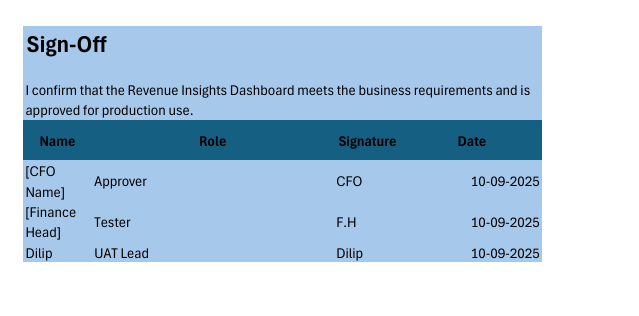 Sign-Off
I confirm that the Revenue Insights Dashboard meets the business requirements and is
approved for production use.
Name Role Signature Date
[CFO
Name] Approver CFO 10-09-2025
[Finance
Head] Tester F.H 10-09-2025
Dilip UAT Lead Dilip 10-09-2025